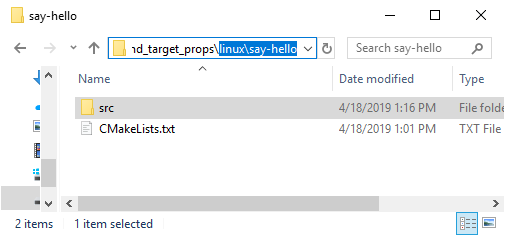 say-hello
nd_target_props\linux\say-hello
Search say-hello
Name Date modified Type
src 4/18/2019 1:16 PM File folde
CMakeLists.txt 4/18/2019 1:01 PM TXT File
2 items 1 item selected